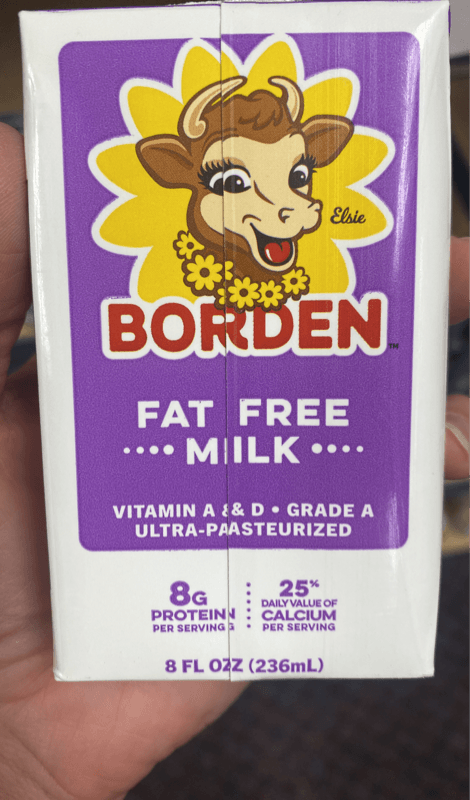 Elsie
BORDEN™
FAT FREE
•••• MILK ••••
VITAMIN A & D • GRADE A
ULTRA-PASTEURIZED
8G
PROTEIN
PER SERVING
25%
DAILY VALUE OF
CALCIUM
PER SERVING
8 FL OZ (236mL)